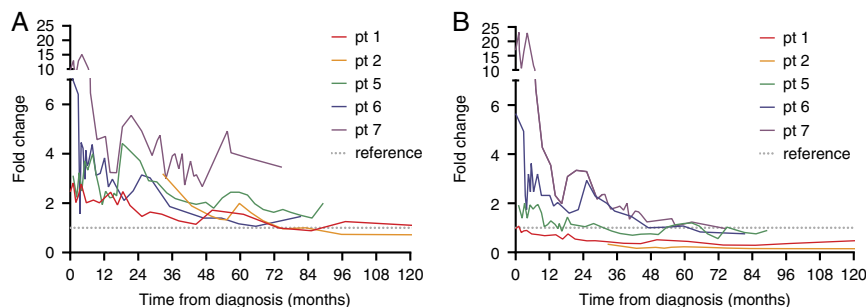 A
Fold change
25
20
15
10
6
4
2
0
0 12 24 36 48 60 72 84 96 108 120
Time from diagnosis (months)
pt 1
pt 2
pt 5
pt 6
pt 7
reference
B
Fold change
25
20
15
10
6
4
2
0
0 12 24 36 48 60 72 84 96 108 120
Time from diagnosis (months)
pt 1
pt 2
pt 5
pt 6
pt 7
reference